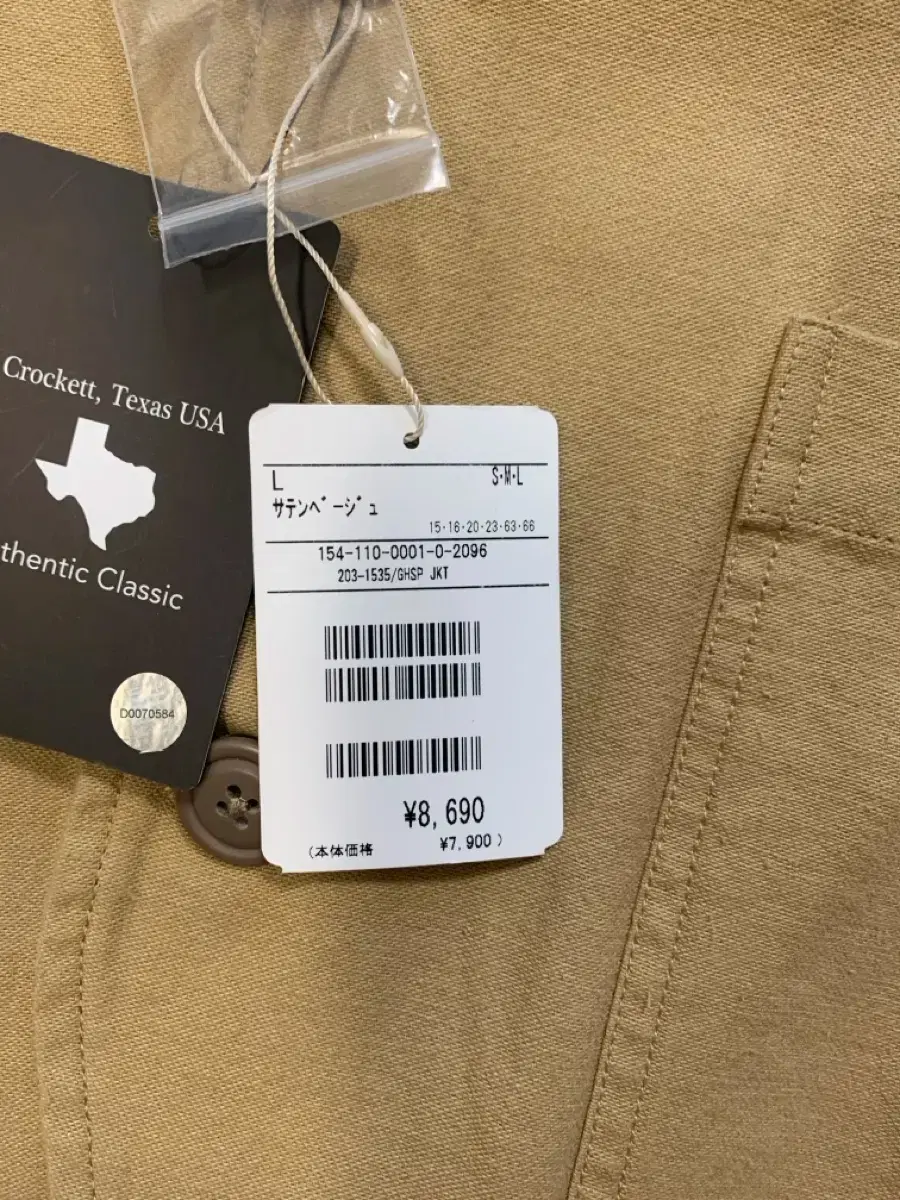 Crockett, Texas USA
thentic Classic
D0070584
L S・M・L
サテンベージュ
15・16・20・23・63・66
154-110-0001-0-2096
203-1535/GHSP JKT
¥8,690
(本体価格 ¥7,900)